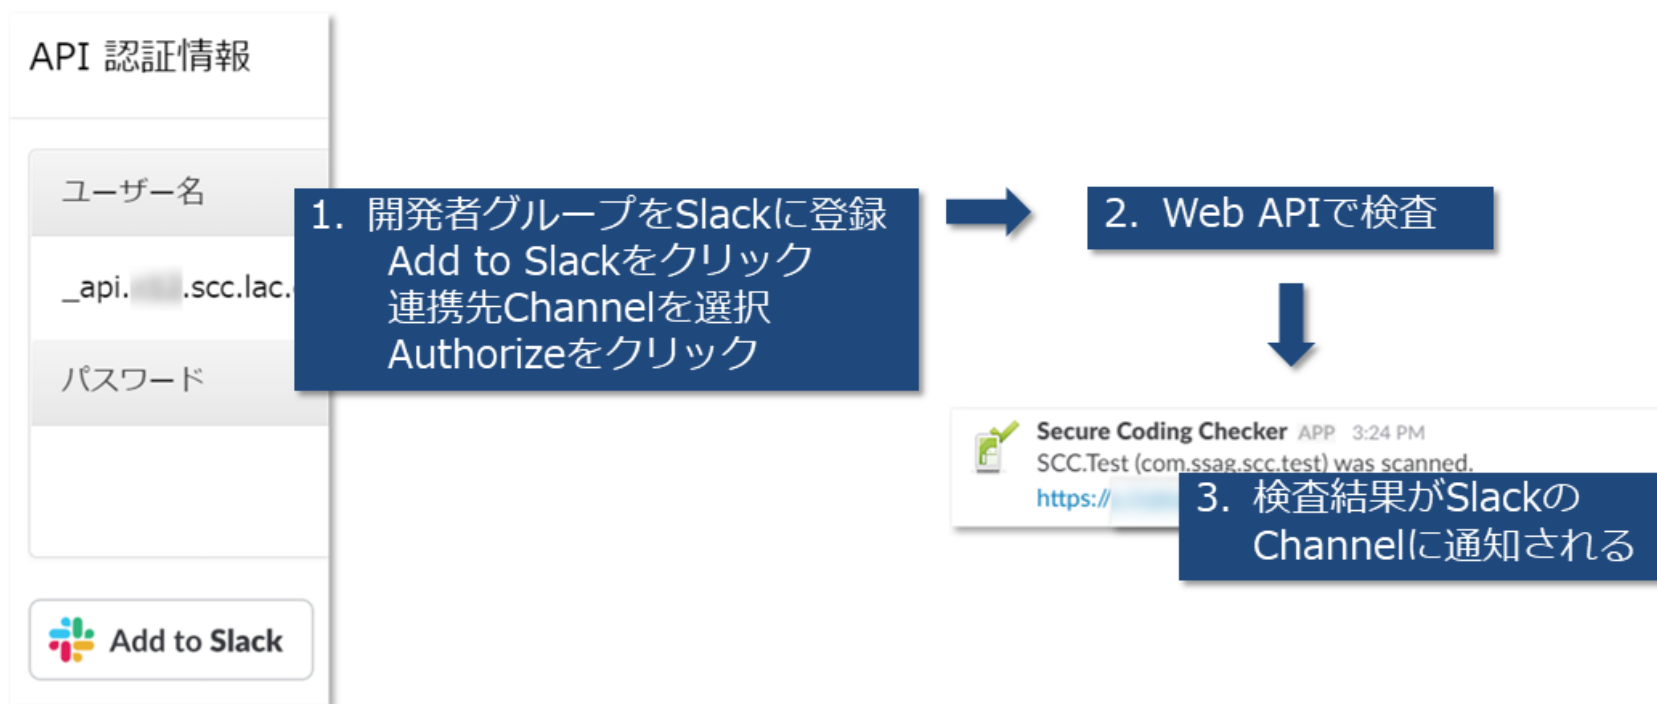 API 認証情報
ユーザー名
_api. .scc.lac.
パスワード
Add to Slack
1. 開発者グループをSlackに登録
Add to Slackをクリック
連携先Channelを選択
Authorizeをクリック
2. Web APIで検査
Secure Coding Checker APP 3:24 PM
SCC.Test (com.ssag.scc.test) was scanned.
https://
3. 検査結果がSlackの
Channelに通知される